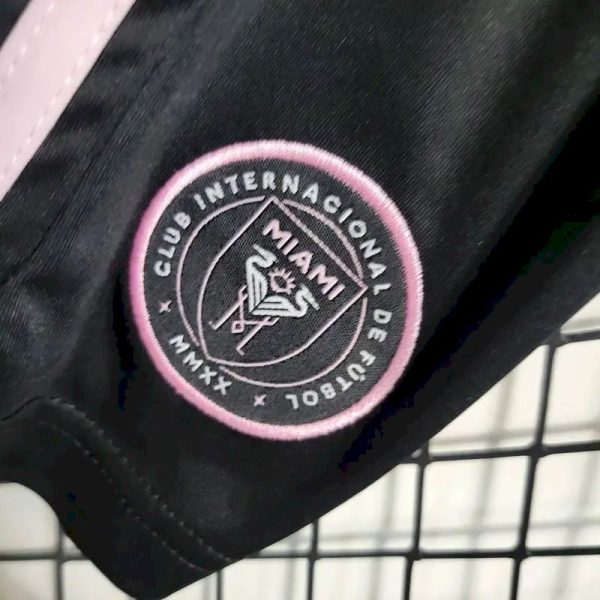 CLUB INTERNACIONAL DE FÚTBOL
MIAMI
MMXX